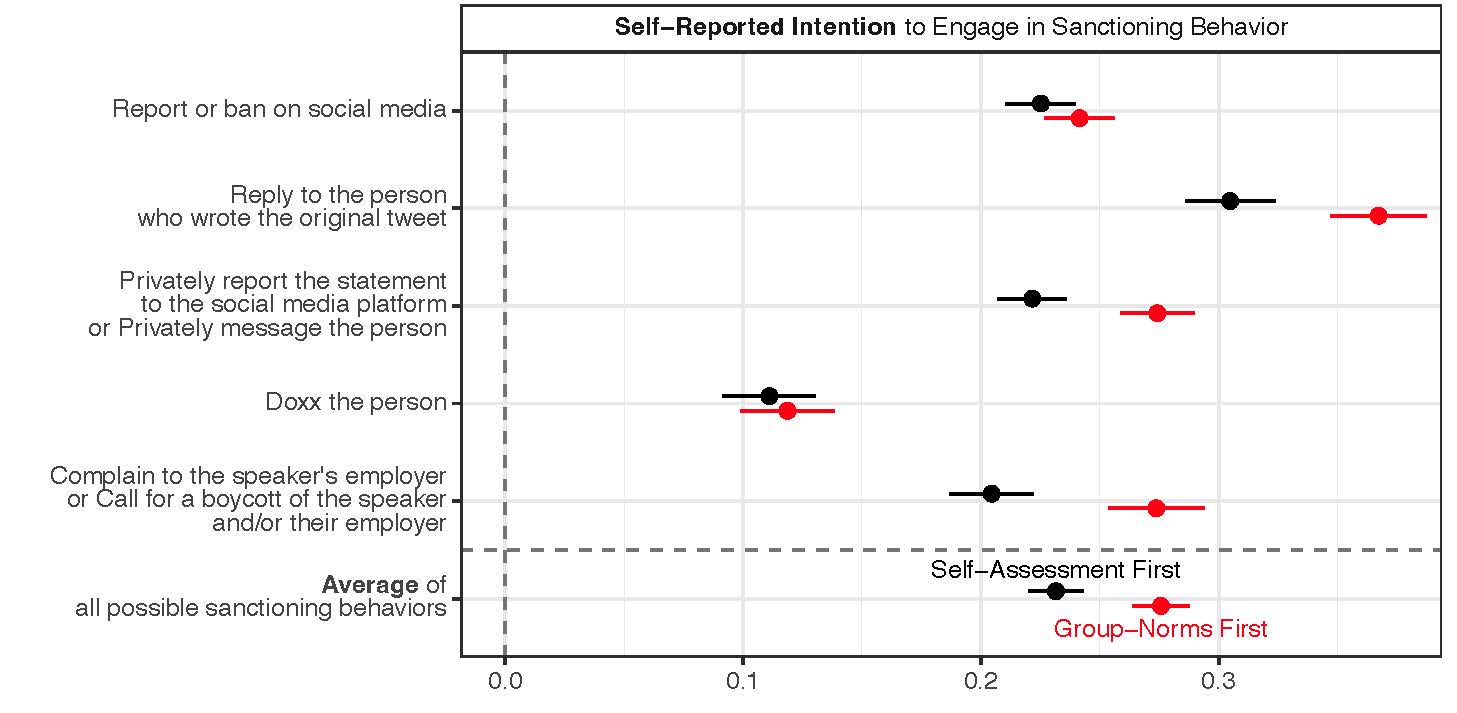 Self−Reported Intention to Engage in Sanctioning Behavior
Report or ban on social media
Reply to the person
who wrote the original tweet
Privately report the statement
to the social media platform
or Privately message the person
Doxx the person
Complain to the speaker's employer
or Call for a boycott of the speaker
and/or their employer
Self−Assessment First
Average of
all possible sanctioning behaviors
Group−Norms First
0.0 0.1 0.2 0.3